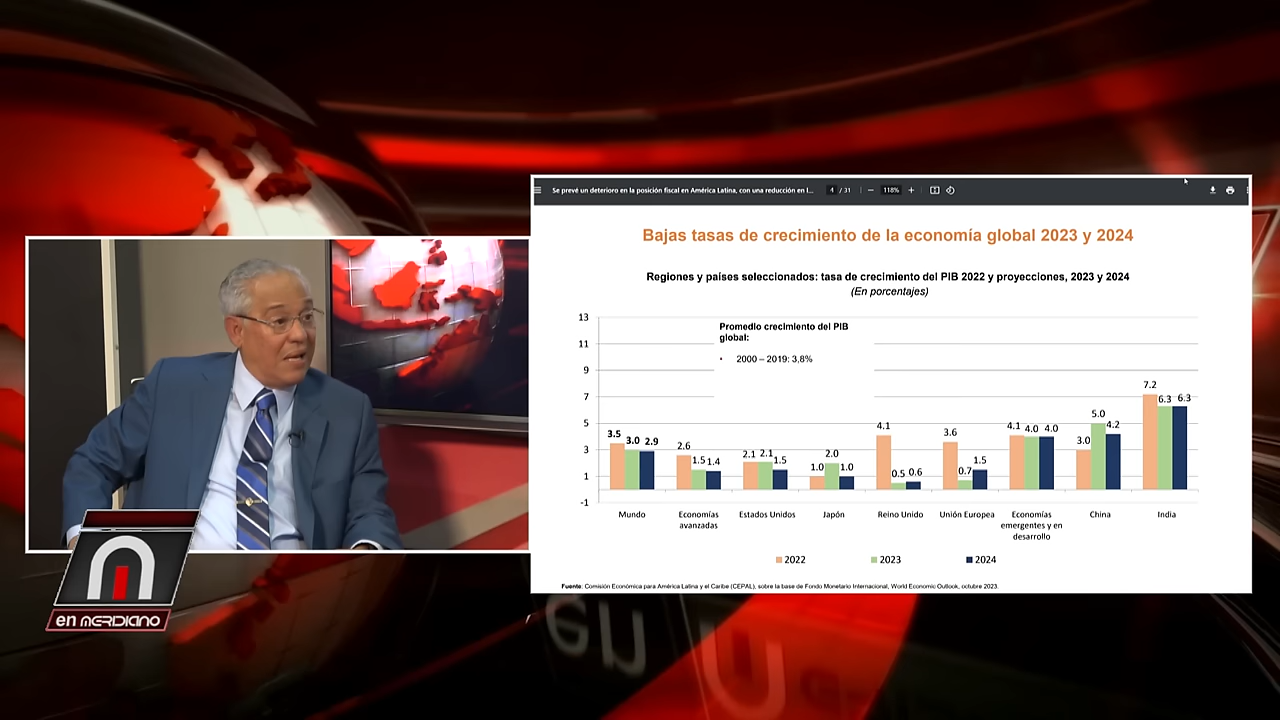 Se prevé un deterioro en la posición fiscal en América Latina, con una reducción en l...
4 / 31
118%
Bajas tasas de crecimiento de la economía global 2023 y 2024
Regiones y países seleccionados: tasa de crecimiento del PIB 2022 y proyecciones, 2023 y 2024
(En porcentajes)
Promedio crecimiento del PIB
global:
• 2000 – 2019: 3,8%
13
11
9
7
5
3
1
-1
3.5 3.0 2.9
2.6 1.5 1.4
2.1 2.1 1.5
1.0 2.0 1.0
4.1 0.5 0.6
3.6 0.7 1.5
4.1 4.0 4.0
3.0 5.0 4.2
7.2 6.3 6.3
Mundo
Economías
avanzadas
Estados Unidos
Japón
Reino Unido
Unión Europea
Economías
emergentes y en
desarrollo
China
India
2022 2023 2024
Fuente: Comisión Económica para América Latina y el Caribe (CEPAL), sobre la base de Fondo Monetario Internacional, World Economic Outlook, octubre 2023.
en MERDIANO
en